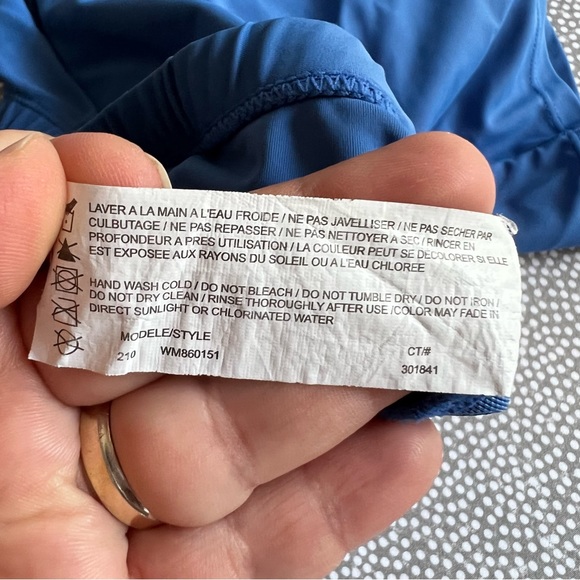 LAVER A LA MAIN A L'EAU FROIDE / NE PAS JAVELLISER / NE PAS SECHER PAR
CULBUTAGE / NE PAS REPASSER / NE PAS NETTOYER A SEC / RINCER EN
PROFONDEUR A PRES UTILISATION / LA COULEUR PEUT SE DECOLORER SI ELLE
EST EXPOSEE AUX RAYONS DU SOLEIL OU A L'EAU CHLOREE
HAND WASH COLD / DO NOT BLEACH / DO NOT TUMBLE DRY / DO NOT IRON /
DO NOT DRY CLEAN / RINSE THOROUGHLY AFTER USE / COLOR MAY FADE IN
DIRECT SUNLIGHT OR CHLORINATED WATER
MODELE/STYLE CT/#
210 WM860151 301841